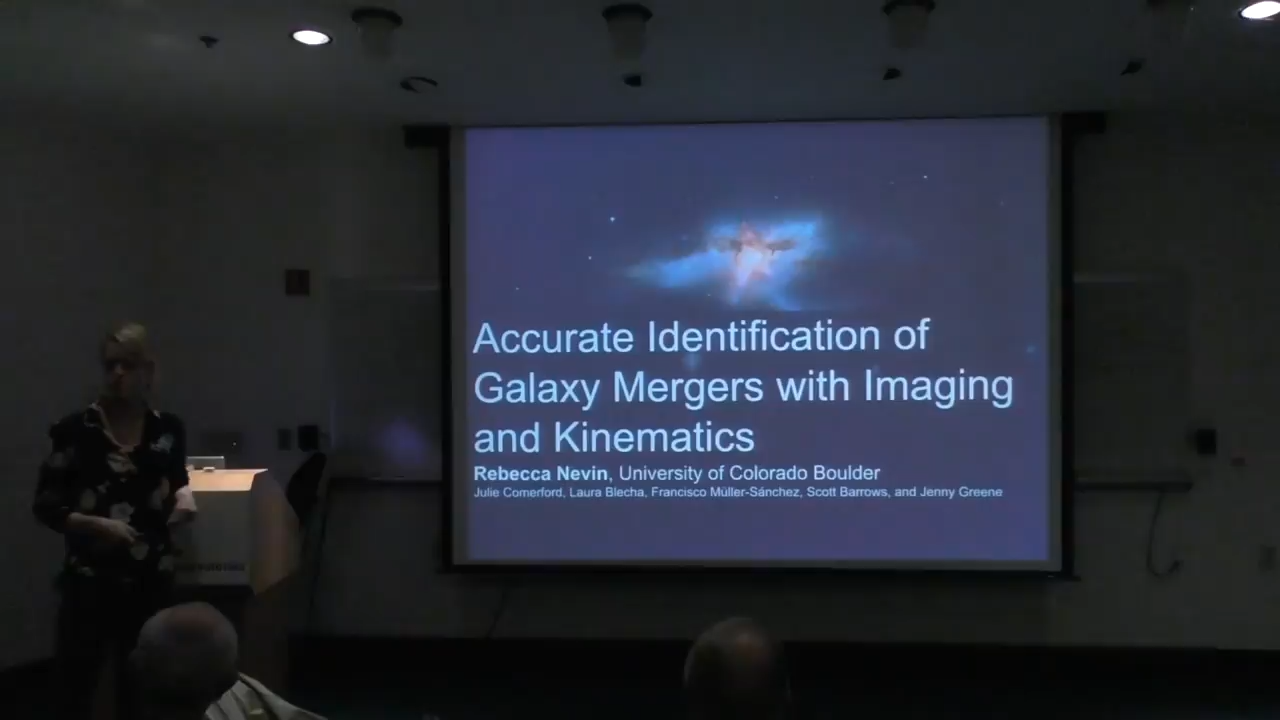 Accurate Identification of
Galaxy Mergers with Imaging
and Kinematics
Rebecca Nevin, University of Colorado Boulder
Julie Comerford, Laura Blecha, Francisco Müller-Sánchez, Scott Barrows, and Jenny Greene